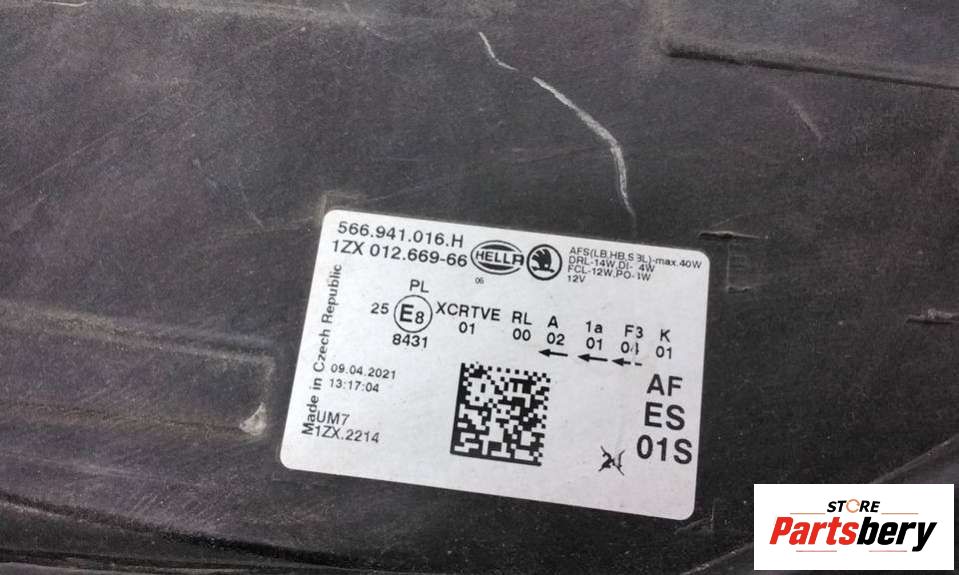 566.941.016.H
1ZX 012.669-66
HELLA
06
AFS(LB,HB,SBL)-max.40W
DRL-14W,DI- 4W
FCL-12W,PO- W
12V
PL
25 E8 XCRTVE RL A 1a F3 K
8431 01 00 02 01 04 01
Made in Czech Republic
09.04.2021
13:17:04
UM7
1ZX.2214
AF
ES
01S
STORE
Partsbery